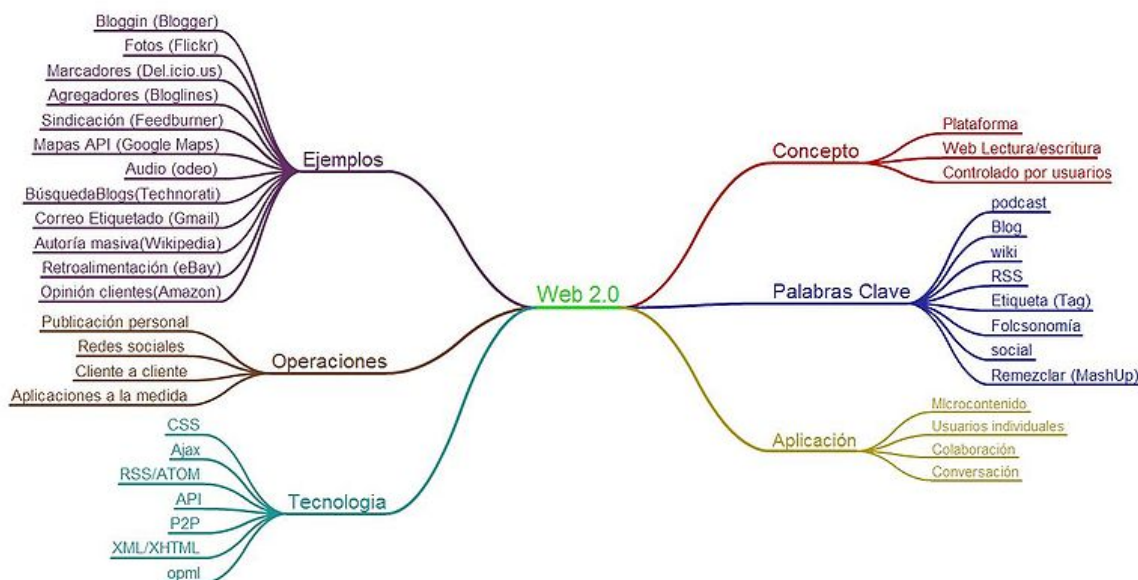 Web 2.0
Ejemplos
Bloggin (Blogger)
Fotos (Flickr)
Marcadores (Del.icio.us)
Agregadores (Bloglines)
Sindicación (Feedburner)
Mapas API (Google Maps)
Audio (odeo)
BúsquedaBlogs(Technorati)
Correo Etiquetado (Gmail)
Autoría masiva(Wikipedia)
Retroalimentación (eBay)
Opinión clientes(Amazon)
Operaciones
Publicación personal
Redes sociales
Cliente a cliente
Aplicaciones a la medida
Tecnologia
CSS
Ajax
RSS/ATOM
API
P2P
XML/XHTML
opml
Concepto
Plataforma
Web Lectura/escritura
Controlado por usuarios
Palabras Clave
podcast
Blog
wiki
RSS
Etiqueta (Tag)
Folcsonomía
social
Remezclar (MashUp)
Aplicación
Microcontenido
Usuarios individuales
Colaboración
Conversación